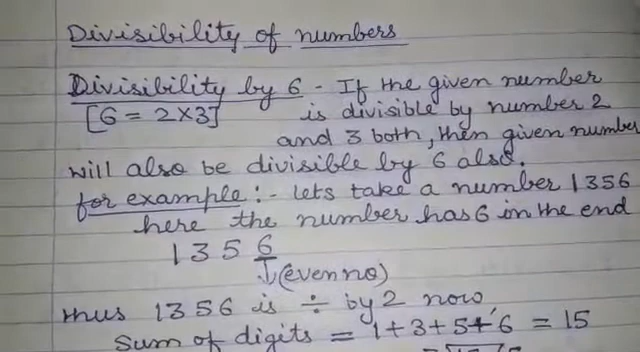 Divisibility of numbers
Divisibility by 6 - If the given number
[6 = 2×3] is divisible by number 2
and 3 both, then given number
will also be divisible by 6 also.
for example :- lets take a number 1356
here the number has 6 in the end
1 3 5 6
↓ (even no)
thus 1356 is ÷ by 2 now,
Sum of digits = 1+3+5+6 = 15